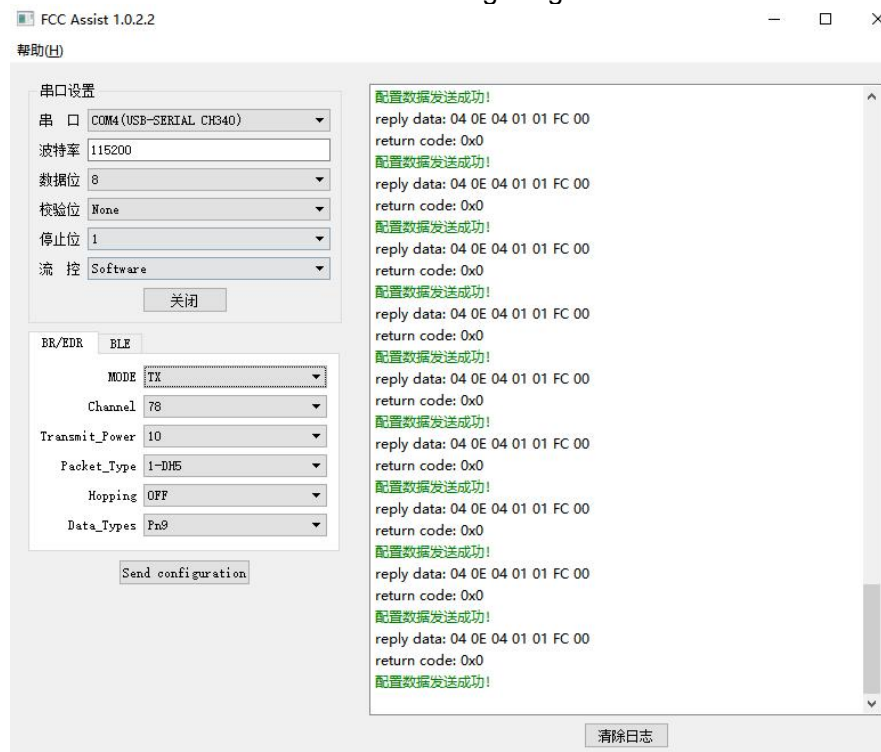 FCC Assist 1.0.2.2
帮助(H)
串口设置
串 口 COM4(USB-SERIAL CH340)
波特率 115200
数据位 8
校验位 None
停止位 1
流 控 Software
关闭
BR/EDR BLE
MODE TX
Channel 78
Transmit_Power 10
Packet_Type 1-DH5
Hopping OFF
Data_Types Pn9
Send configuration
配置数据发送成功!
reply data: 04 0E 04 01 01 FC 00
return code: 0x0
配置数据发送成功!
reply data: 04 0E 04 01 01 FC 00
return code: 0x0
配置数据发送成功!
reply data: 04 0E 04 01 01 FC 00
return code: 0x0
配置数据发送成功!
reply data: 04 0E 04 01 01 FC 00
return code: 0x0
配置数据发送成功!
reply data: 04 0E 04 01 01 FC 00
return code: 0x0
配置数据发送成功!
reply data: 04 0E 04 01 01 FC 00
return code: 0x0
配置数据发送成功!
reply data: 04 0E 04 01 01 FC 00
return code: 0x0
配置数据发送成功!
reply data: 04 0E 04 01 01 FC 00
return code: 0x0
配置数据发送成功!
reply data: 04 0E 04 01 01 FC 00
return code: 0x0
配置数据发送成功!
清除日志